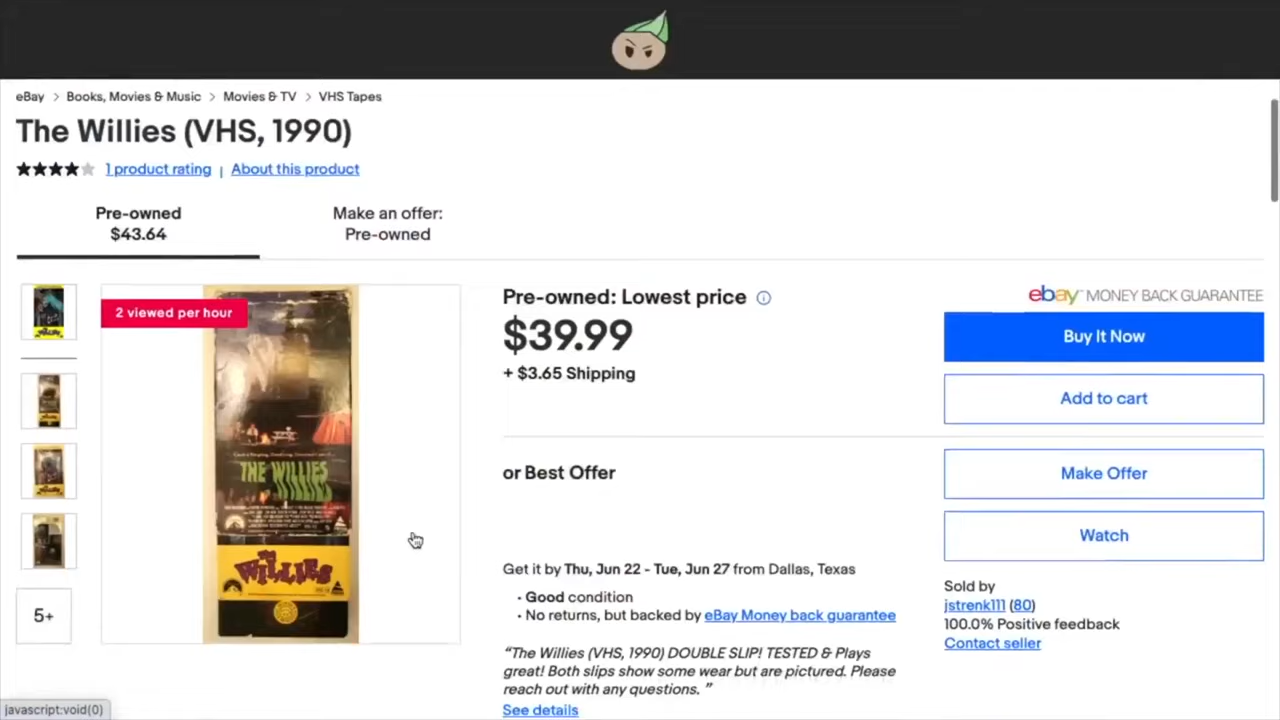 eBay > Books, Movies & Music > Movies & TV > VHS Tapes
The Willies (VHS, 1990)
1 product rating | About this product
Pre-owned
$43.64
Make an offer:
Pre-owned
2 viewed per hour
THE WILLIES
THE
WILLIES
5+
Pre-owned: Lowest price
$39.99
+ $3.65 Shipping
or Best Offer
Get it by Thu, Jun 22 - Tue, Jun 27 from Dallas, Texas
• Good condition
• No returns, but backed by eBay Money back guarantee
“The Willies (VHS, 1990) DOUBLE SLIP! TESTED & Plays
great! Both slips show some wear but are pictured. Please
reach out with any questions. ”
See details
ebay MONEY BACK GUARANTEE
Buy It Now
Add to cart
Make Offer
Watch
Sold by
jstrenk111 (80)
100.0% Positive feedback
Contact seller
javascript:void(0)